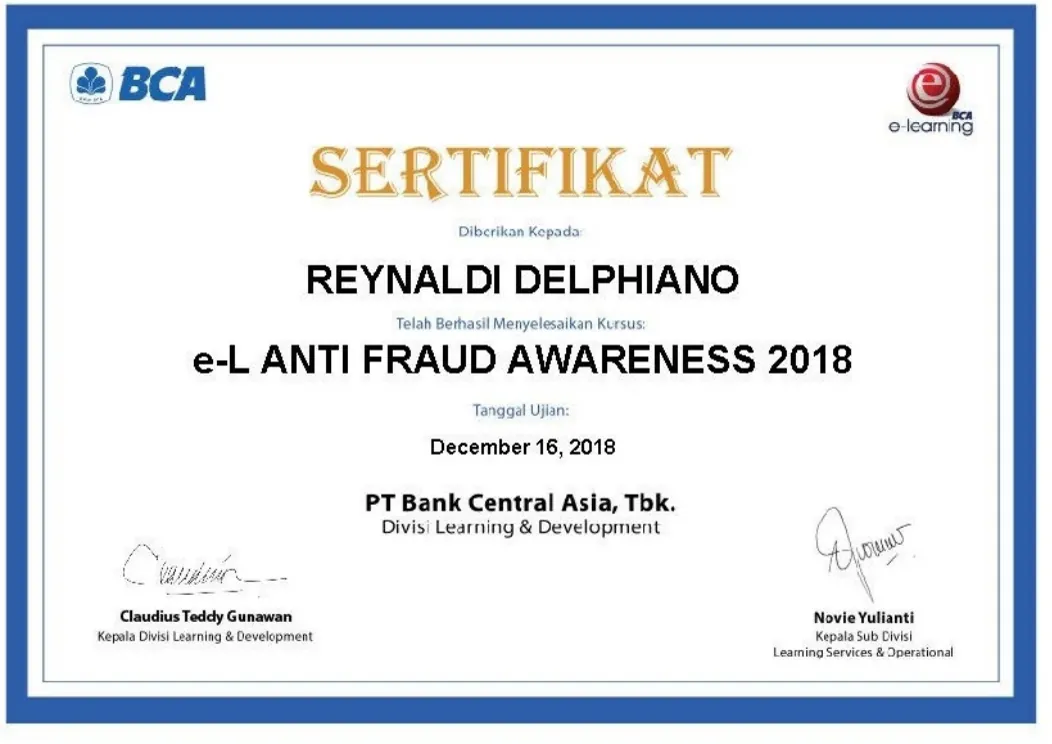 BCA
e
BCA
e-learning
SERTIFIKAT
Diberikan Kepada:
REYNALDI DELPHIANO
Telah Berhasil Menyelesaikan Kursus:
e-L ANTI FRAUD AWARENESS 2018
Tanggal Ujian:
December 16, 2018
PT Bank Central Asia, Tbk.
Divisi Learning & Development
Claudius Teddy Gunawan
Kepala Divisi Learning & Development
Novie Yulianti
Kepala Sub Divisi
Learning Services & Operational